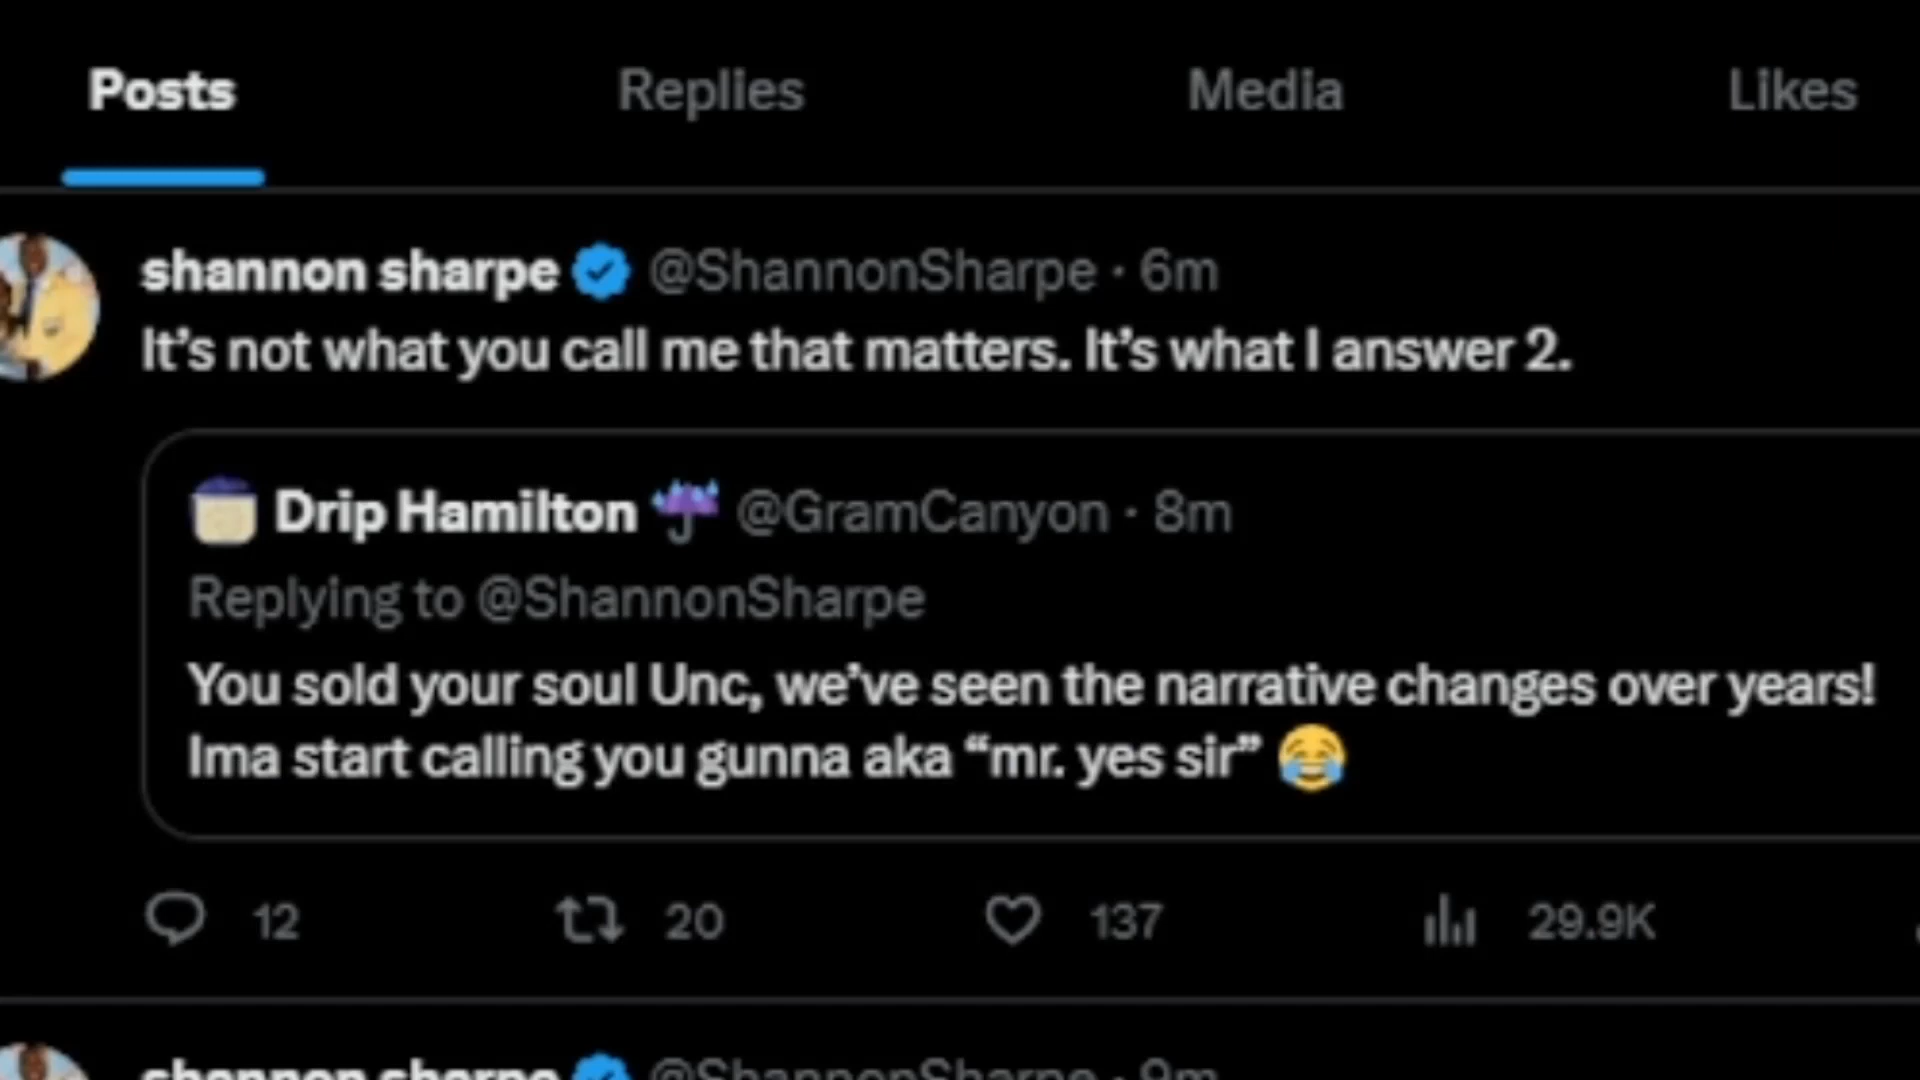 Posts Replies Media Likes
shannon sharpe @ShannonSharpe · 6m
It’s not what you call me that matters. It’s what I answer 2.
Drip Hamilton @GramCanyon · 8m
Replying to @ShannonSharpe
You sold your soul Unc, we’ve seen the narrative changes over years!
Ima start calling you gunna aka “mr. yes sir” 😂
12 20 137 29.9K
shannon sharpe @ShannonSharpe · 9m